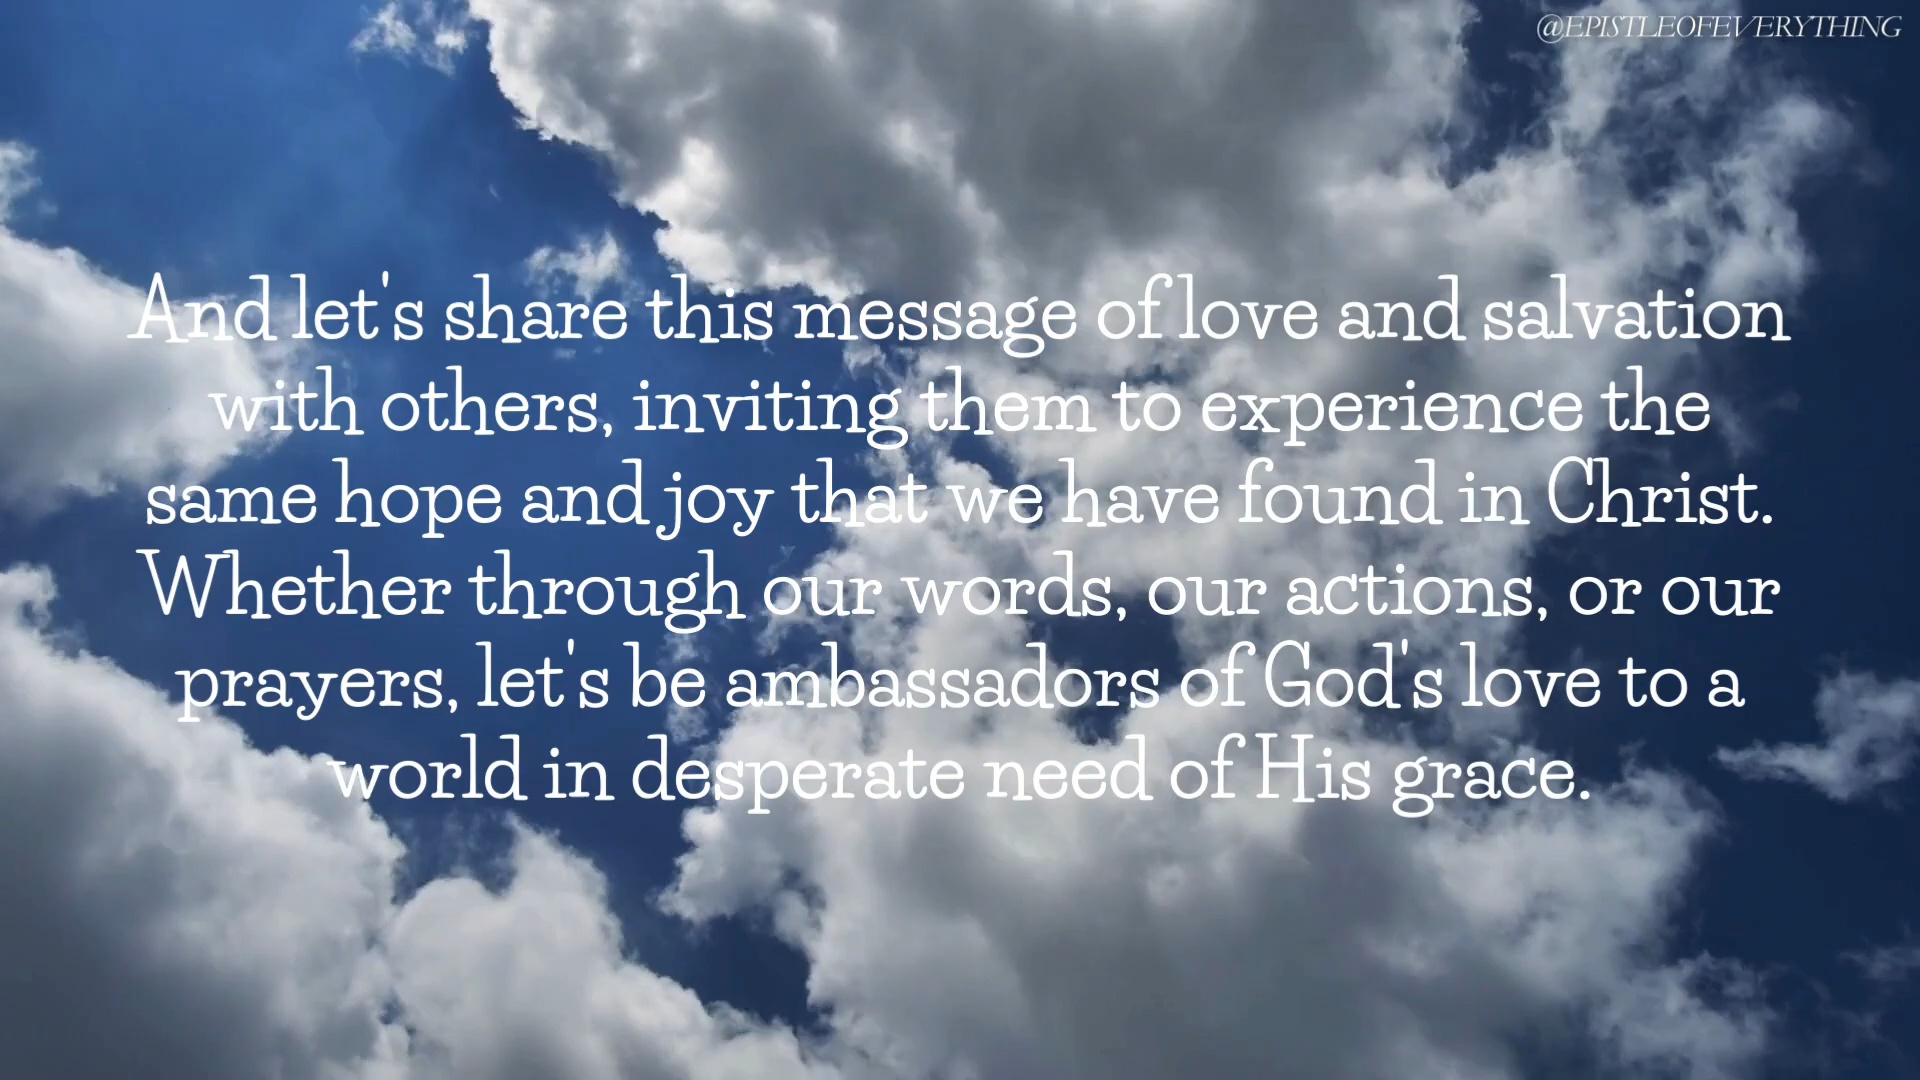 @EPISTLEOFEVERYTHING
And let's share this message of love and salvation
with others, inviting them to experience the
same hope and joy that we have found in Christ.
Whether through our words, our actions, or our
prayers, let's be ambassadors of God's love to a
world in desperate need of His grace.